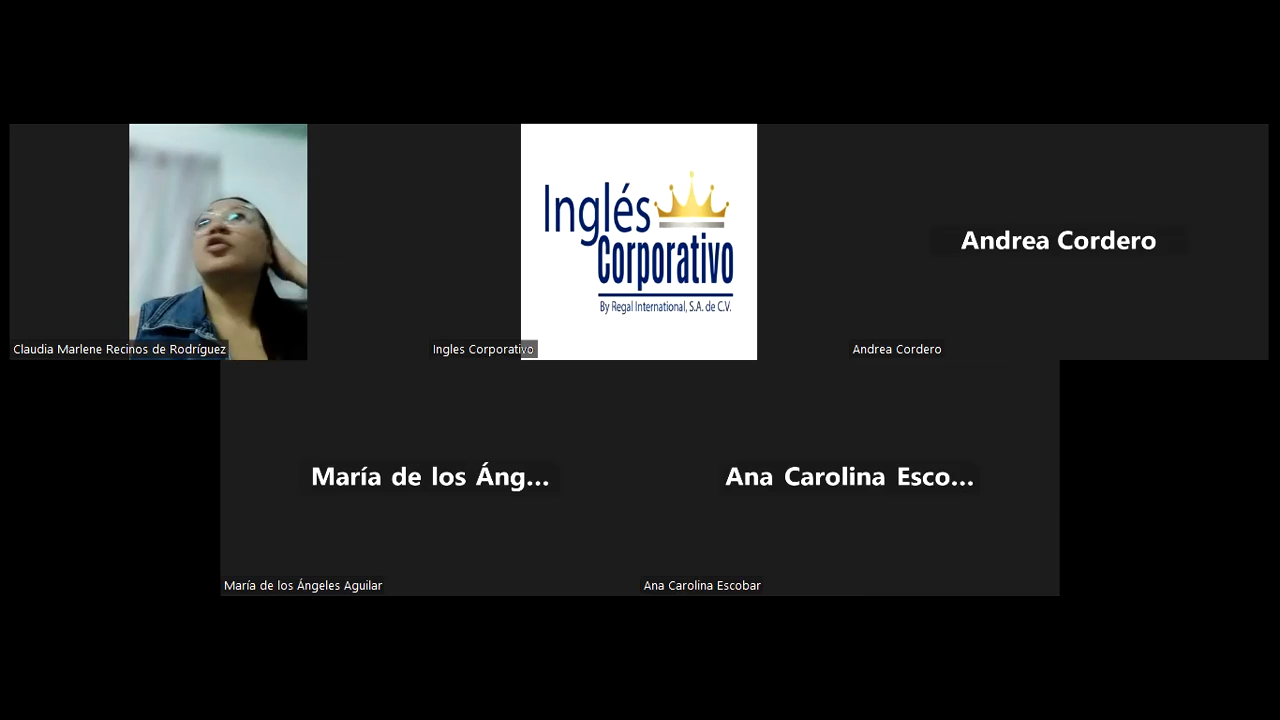 Claudia Marlene Recinos de Rodríguez
Inglés
Corporativo
By Regal International, S.A. de C.V.
Ingles Corporativo
Andrea Cordero
Andrea Cordero
María de los Áng...
María de los Ángeles Aguilar
Ana Carolina Esco...
Ana Carolina Escobar